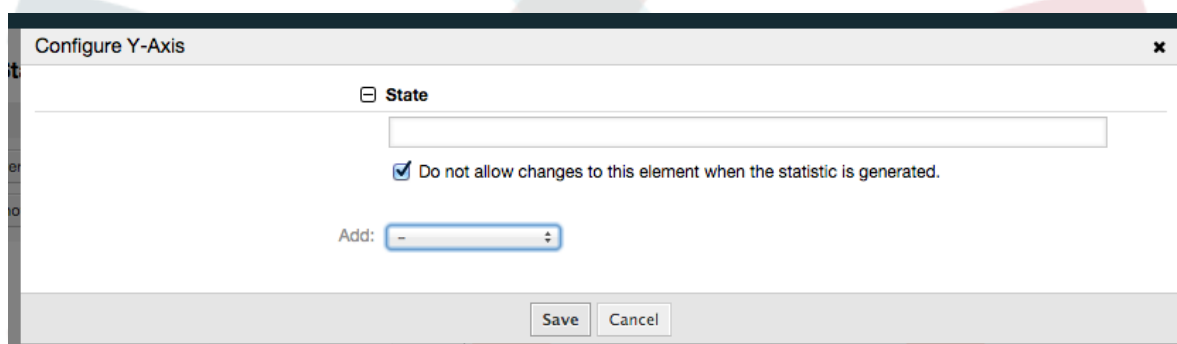 Configure Y-Axis
State
Do not allow changes to this element when the statistic is generated.
Add: –
Save Cancel